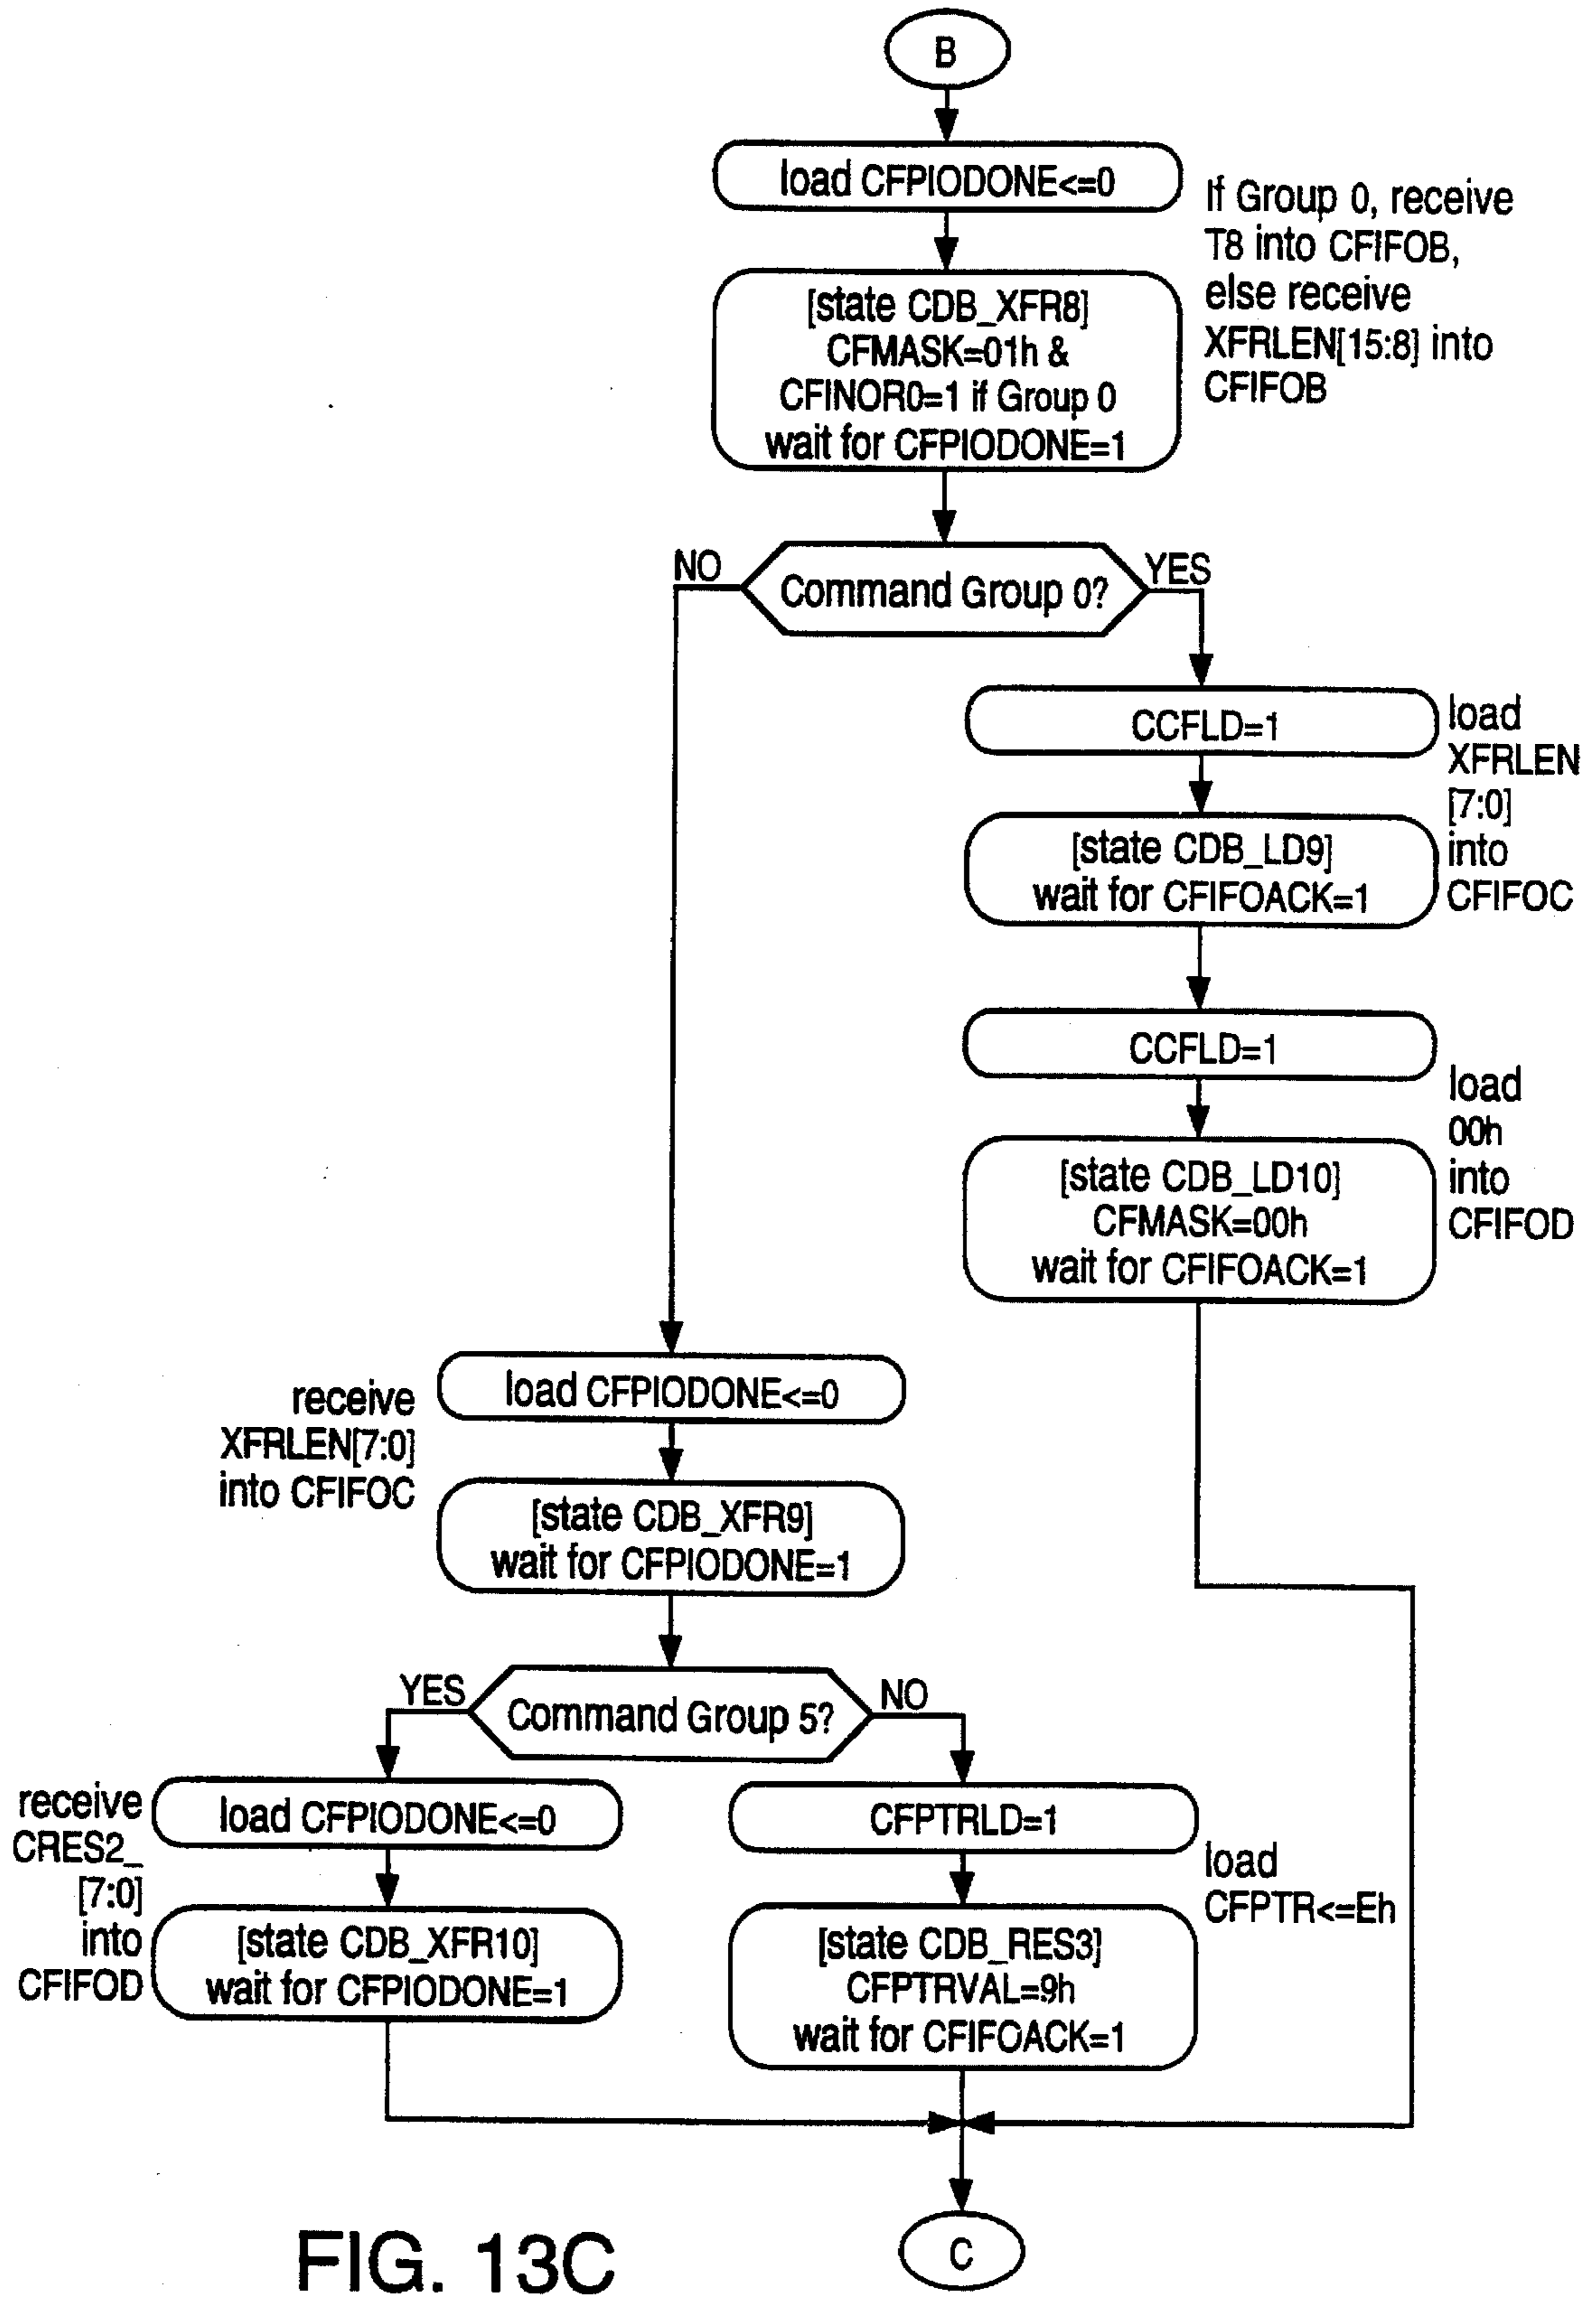 B
load CFPIODONE<=0
If Group 0, receive
T8 into CFIFOB,
else receive
XFRLEN[15:8] into
CFIFOB
[state CDB_XFR8]
CFMASK=01h &
CFINOR0=1 if Group 0
wait for CFPIODONE=1
NO
Command Group 0?
YES
CCFLD=1
load
XFRLEN
[7:0]
into
CFIFOC
[state CDB_LD9]
wait for CFIFOACK=1
CCFLD=1
load
00h
into
CFIFOD
[state CDB_LD10]
CFMASK=00h
wait for CFIFOACK=1
load CFPIODONE<=0
receive
XFRLEN[7:0]
into CFIFOC
[state CDB_XFR9]
wait for CFPIODONE=1
YES
Command Group 5?
NO
receive
CRES2_
[7:0]
into
CFIFOD
load CFPIODONE<=0
[state CDB_XFR10]
wait for CFPIODONE=1
CFPTRLD=1
load
CFPTR<=Eh
[state CDB_RES3]
CFPTRVAL=9h
wait for CFIFOACK=1
C
FIG. 13C